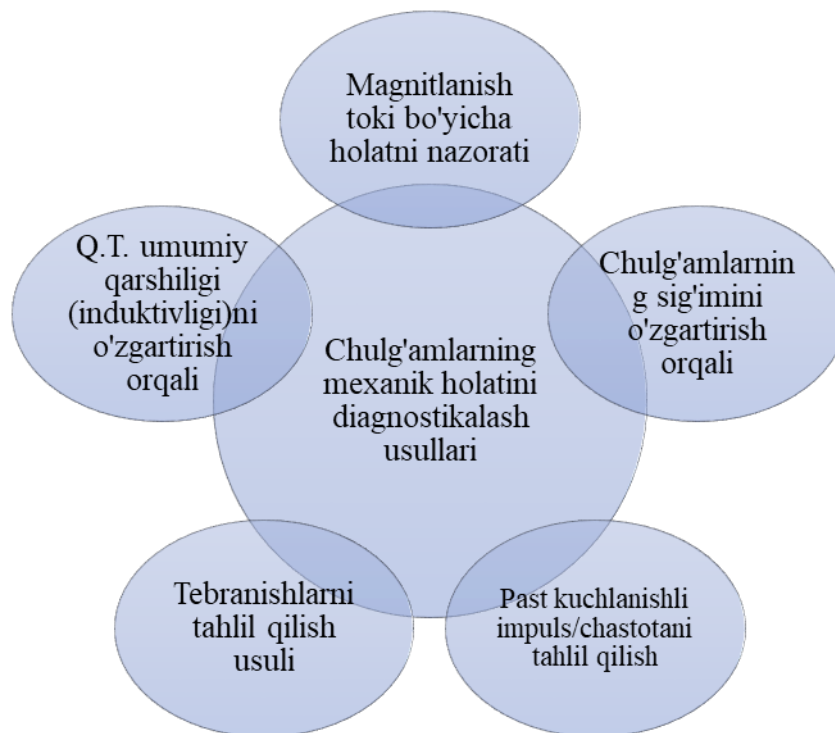 Magnitlanish
toki bo'yicha
holatni nazorati
Q.T. umumiy
qarshiligi
(induktivligi)ni
o'zgartirish
orqali
Chulg'amlarnin
g sig'imini
o'zgartirish
orqali
Chulg'amlarning
mexanik holatini
diagnostikalash
usullari
Tebranishlarni
tahlil qilish
usuli
Past kuchlanishli
impuls/chastotani
tahlil qilish